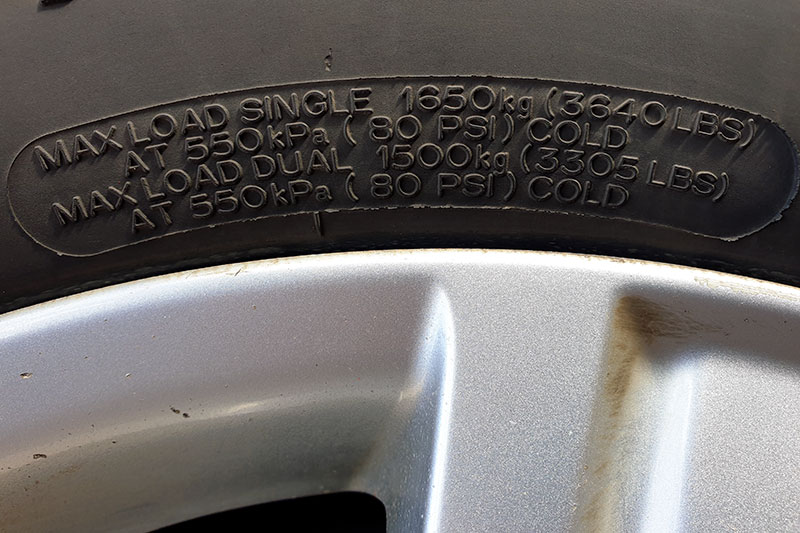 MAX LOAD SINGLE 1650kg (3640LBS)
AT 550kPa ( 80 PSI) COLD
MAX LOAD DUAL 1500kg (3305 LBS)
AT 550kPa ( 80 PSI) COLD